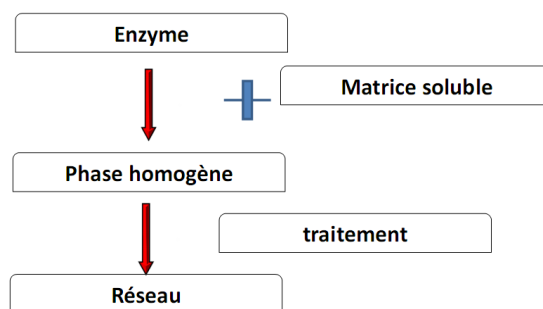 Enzyme
Matrice soluble
Phase homogène
traitement
Réseau